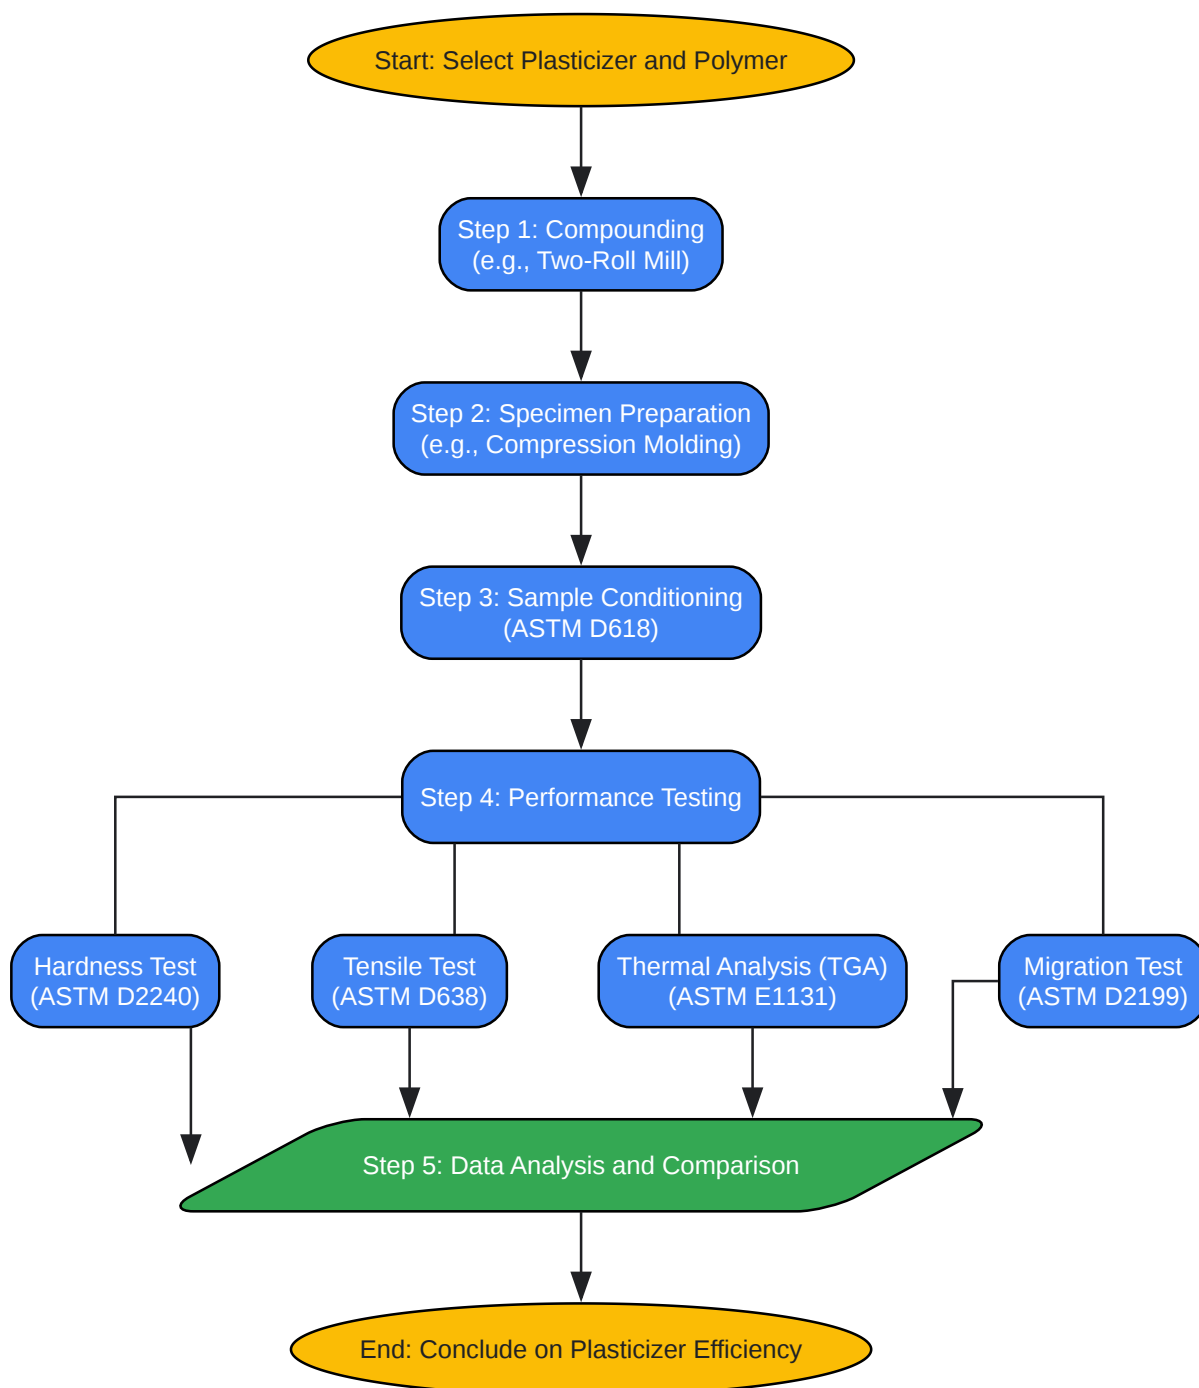 Start: Select Plasticizer and Polymer
Step 1: Compounding
(e.g., Two-Roll Mill)
Step 2: Specimen Preparation
(e.g., Compression Molding)
Step 3: Sample Conditioning
(ASTM D618)
Step 4: Performance Testing
Hardness Test
(ASTM D2240)
Tensile Test
(ASTM D638)
Thermal Analysis (TGA)
(ASTM E1131)
Migration Test
(ASTM D2199)
Step 5: Data Analysis and Comparison
End: Conclude on Plasticizer Efficiency